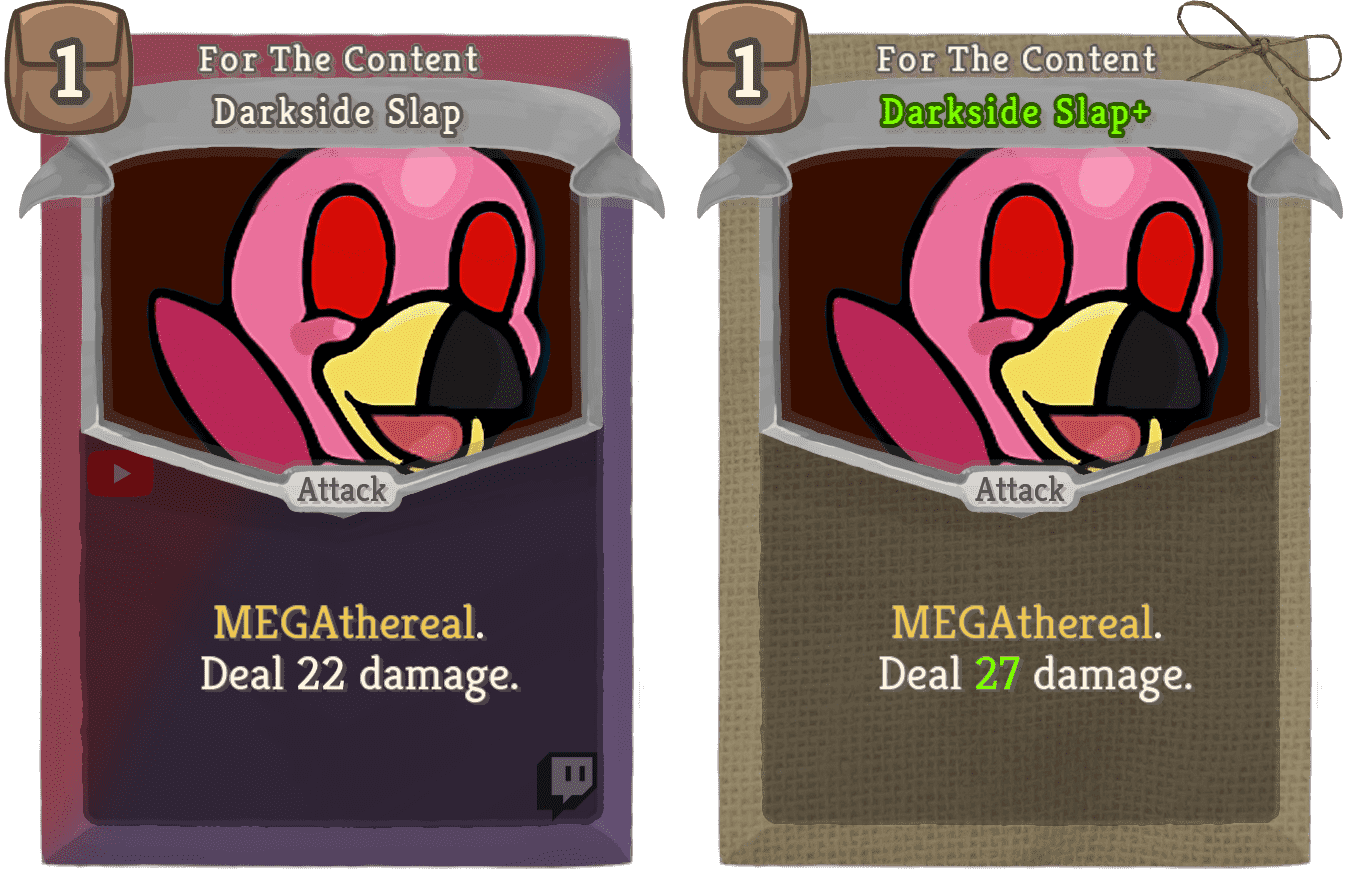 1
For The Content
Darkside Slap
Attack
MEGAthereal.
Deal 22 damage.
1
For The Content
Darkside Slap+
Attack
MEGAthereal.
Deal 27 damage.